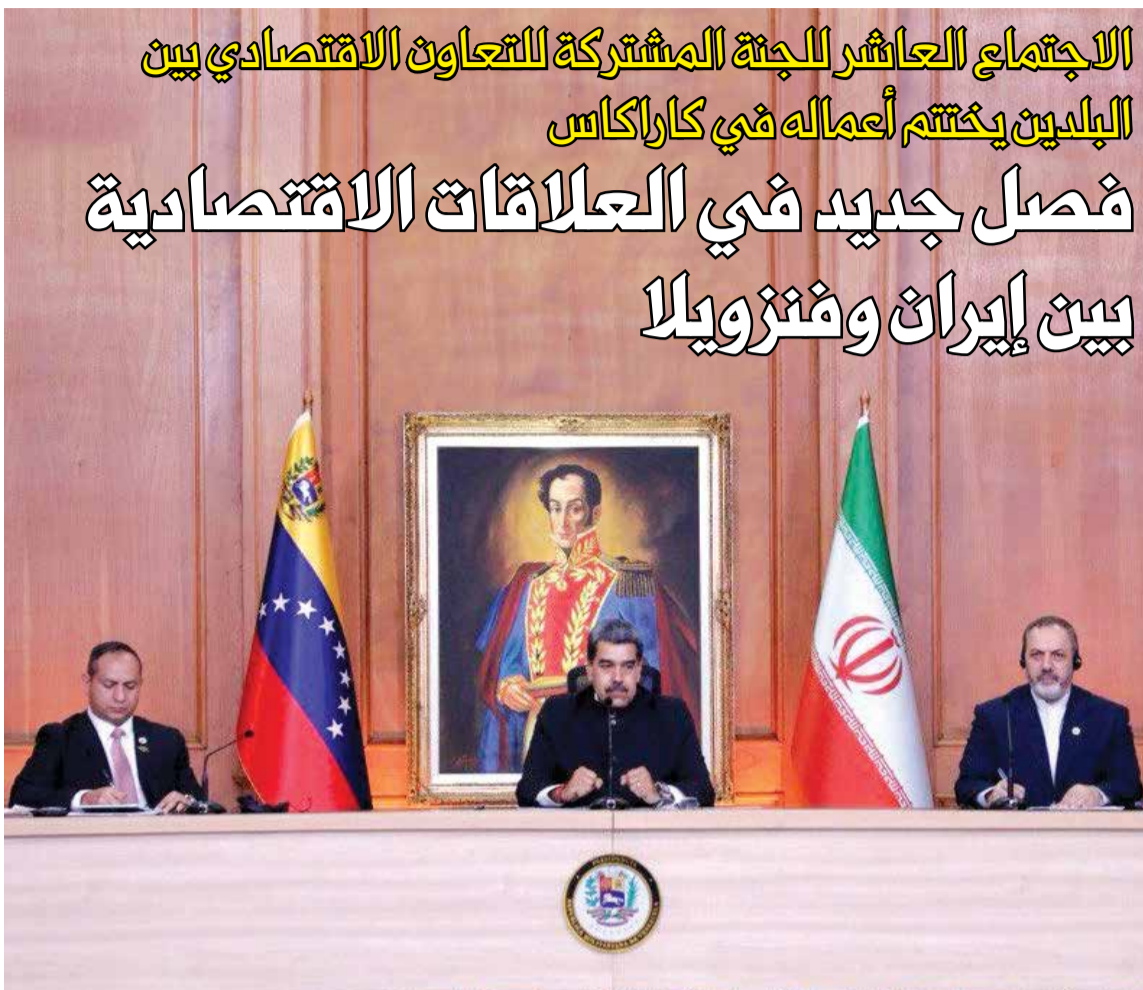 الاجتماع العاشر للجنة المشتركة للتعاون الاقتصادي بين
البلدين يختتم أعماله في كاراكاس
فصل جديد في العلاقات الاقتصادية
بين إيران وفنزويلا